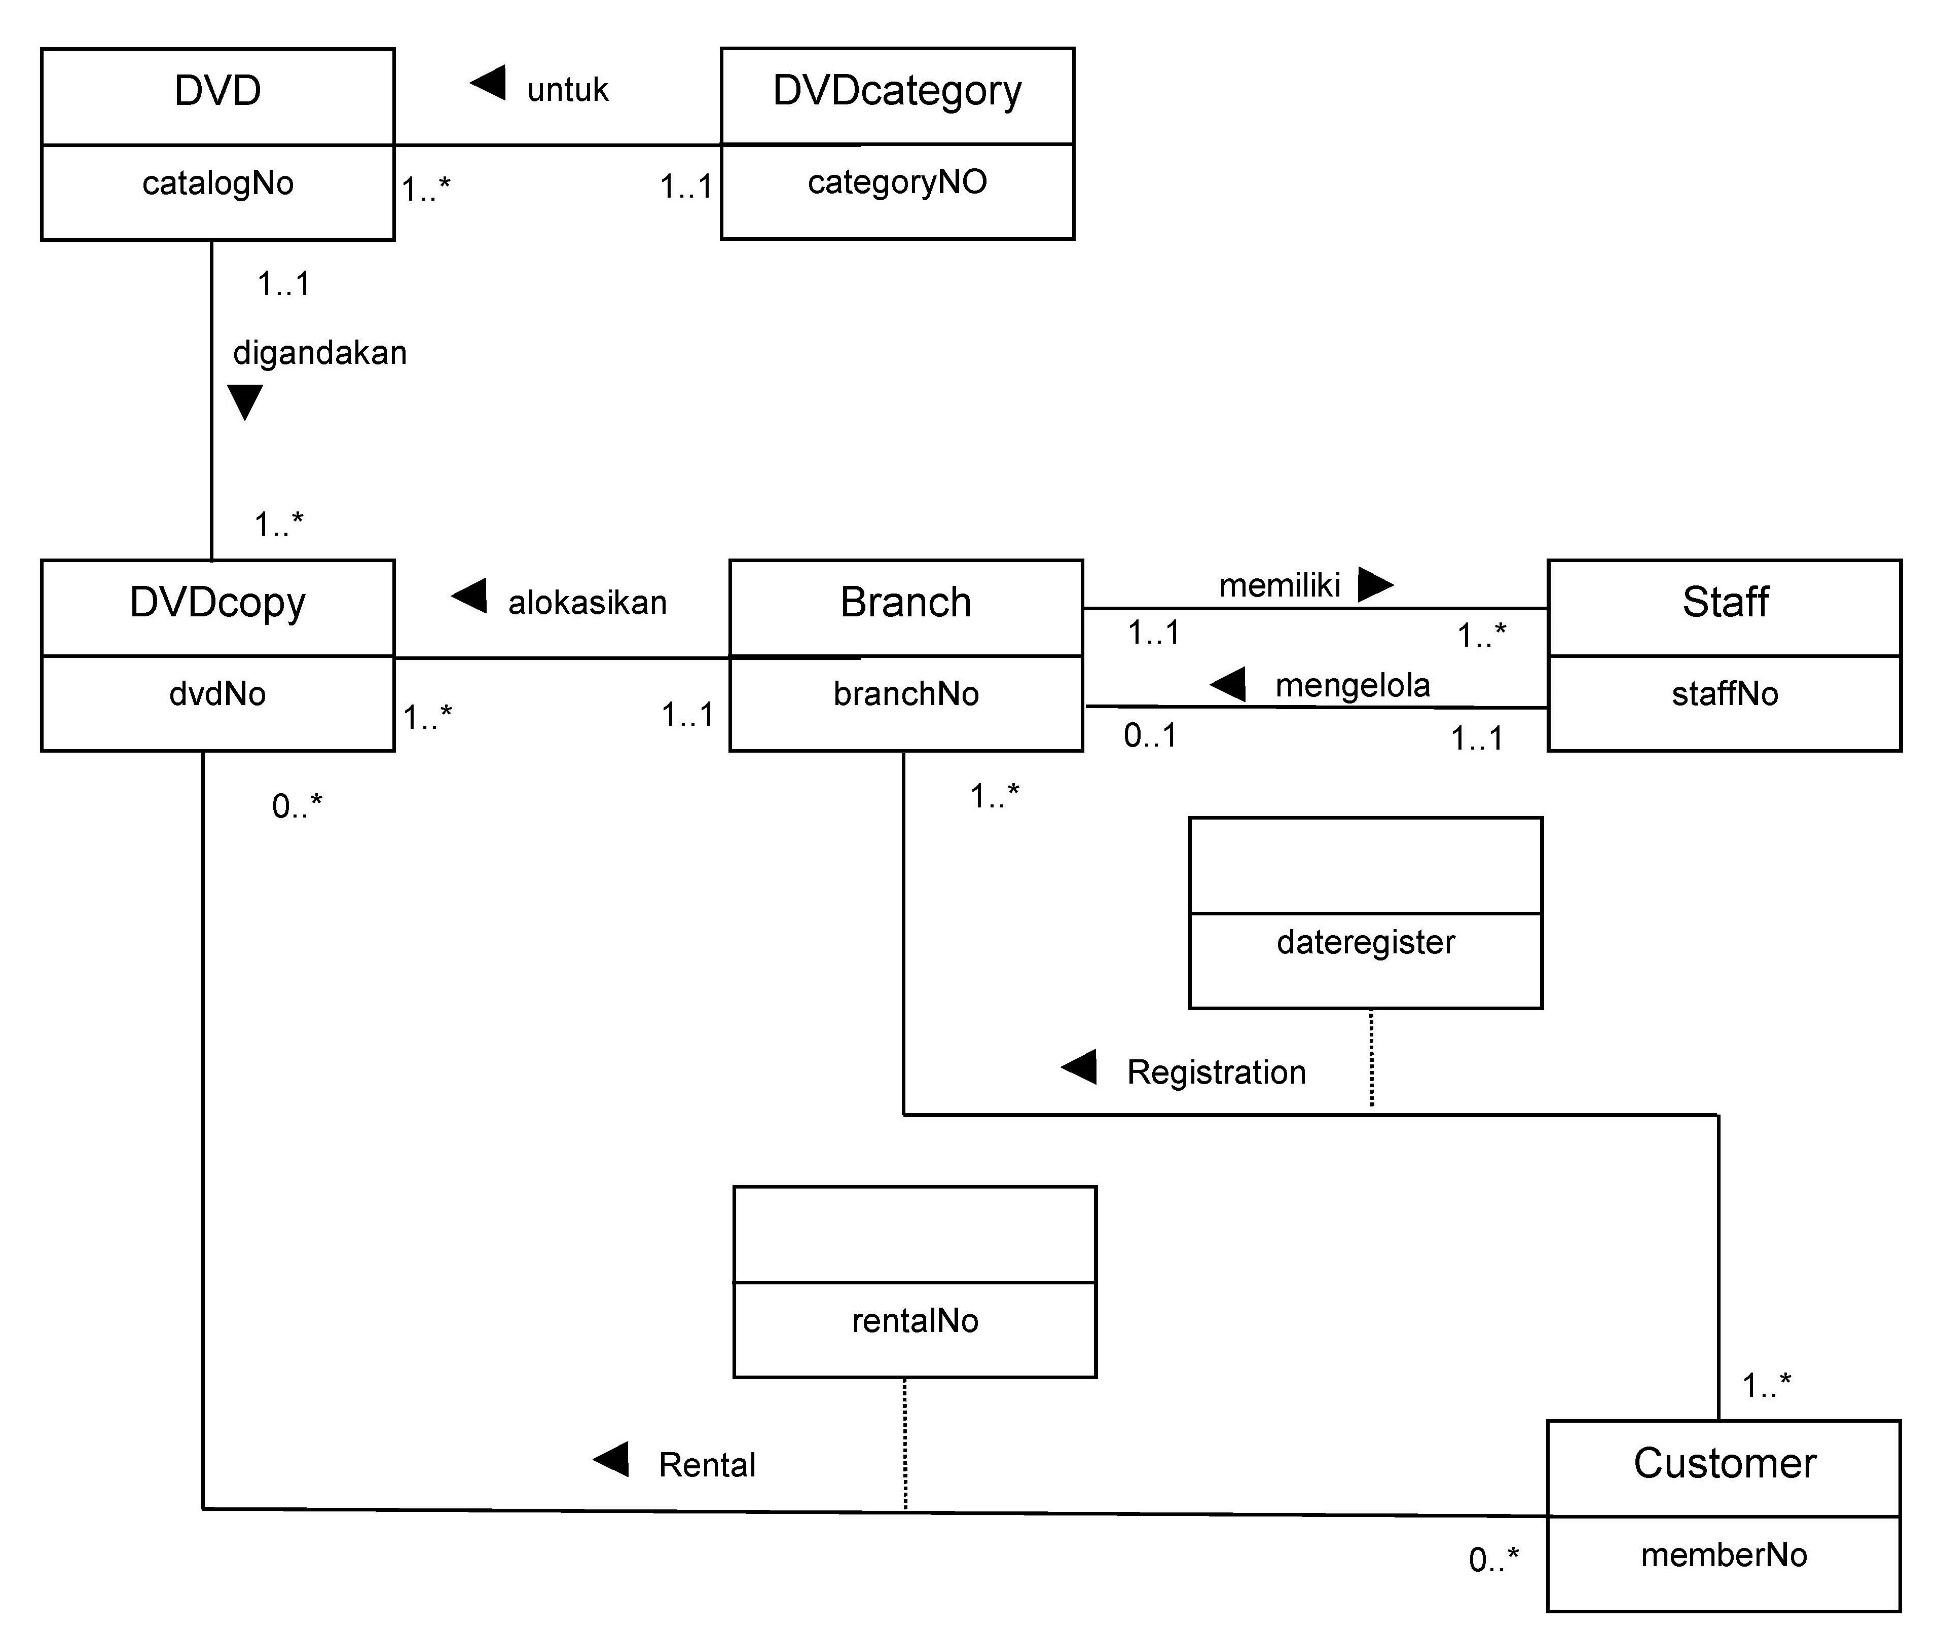 DVD
untuk
DVDcategory
catalogNo
1..*
1..1
categoryNO
1..1
digandakan
1..*
DVDcopy
alokasikan
Branch
memiliki
Staff
1..1
1..*
dvdNo
1..*
1..1
branchNo
mengelola
staffNo
0..1
1..1
0..*
1..*
dateregister
Registration
rentalNo
1..*
Rental
Customer
0..*
memberNo